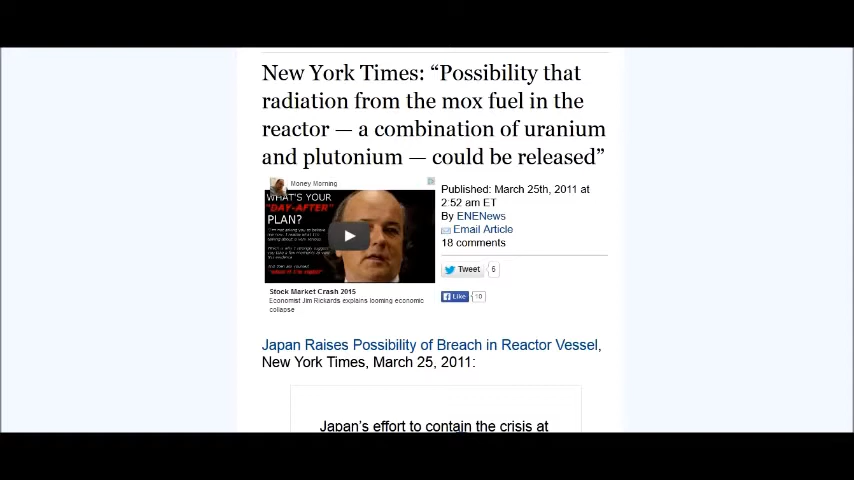 New York Times: “Possibility that
radiation from the mox fuel in the
reactor — a combination of uranium
and plutonium — could be released”
Money Morning
WHAT'S YOUR
"DAY-AFTER"
PLAN?
Published: March 25th, 2011 at
2:52 am ET
By ENENews
Email Article
18 comments
Tweet 6
Like 10
Stock Market Crash 2015
Economist Jim Rickards explains looming economic
collapse
Japan Raises Possibility of Breach in Reactor Vessel,
New York Times, March 25, 2011:
Japan’s effort to contain the crisis at